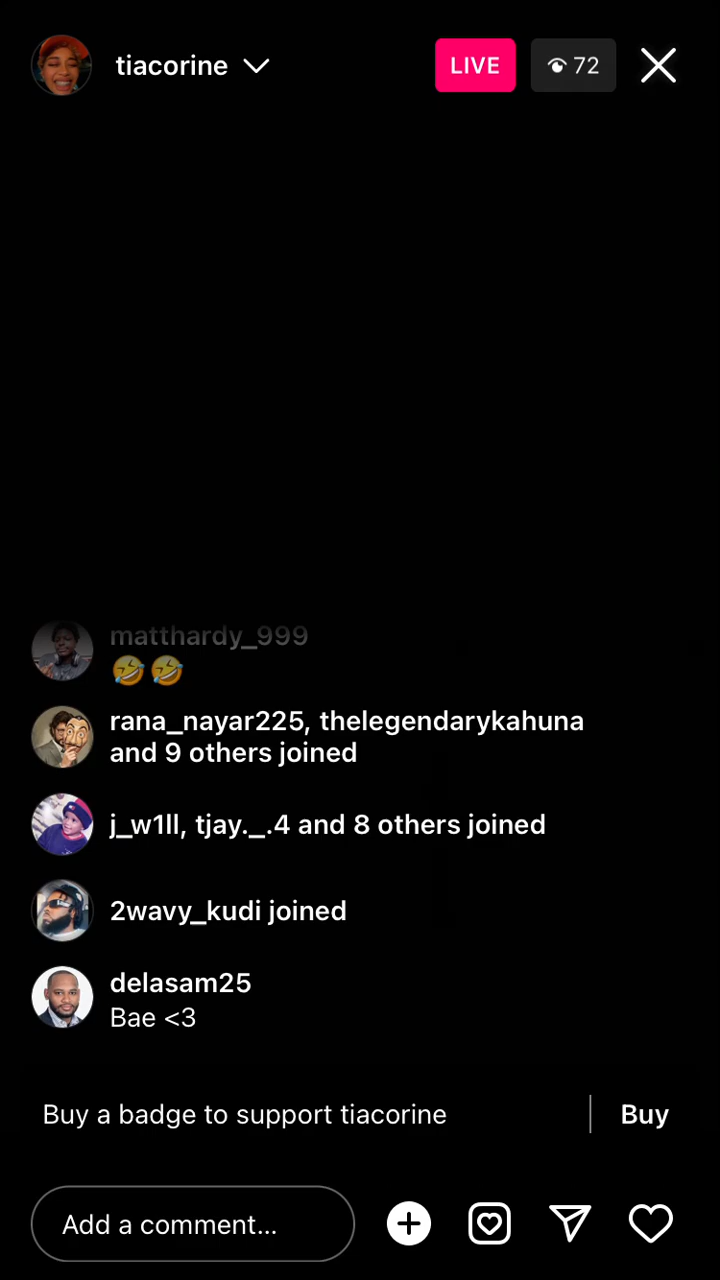 tiacorine
LIVE
72
matthardy_999
🤣🤣
rana_nayar225, thelegendarykahuna
and 9 others joined
j_w1ll, tjay._.4 and 8 others joined
2wavy_kudi joined
delasam25
Bae <3
Buy a badge to support tiacorine
Buy
Add a comment...